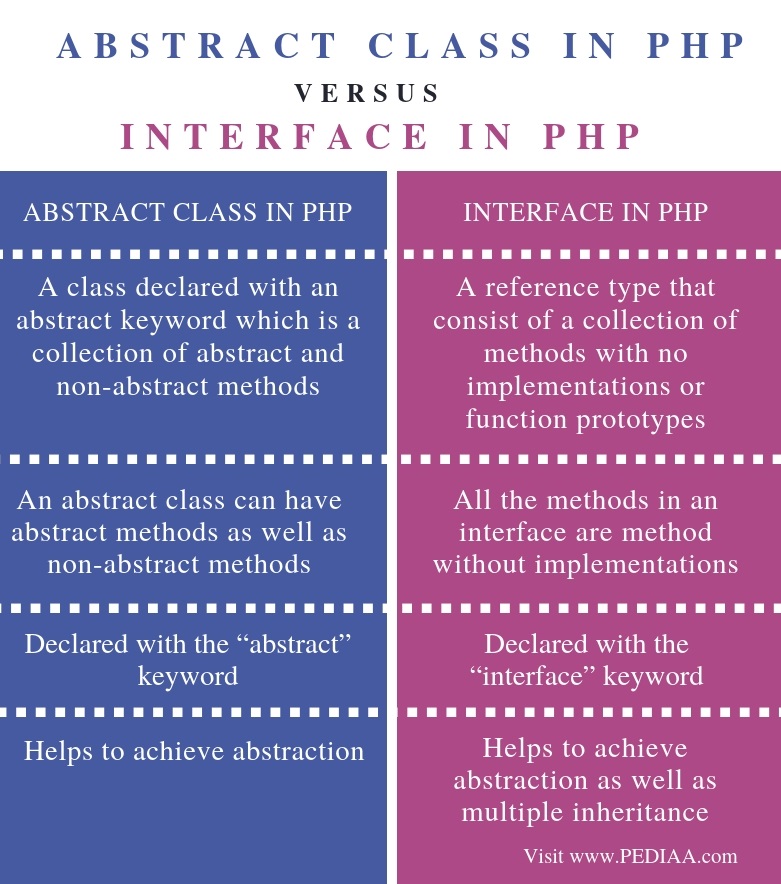 ABSTRACT CLASS IN PHP
VERSUS
INTERFACE IN PHP
ABSTRACT CLASS IN PHP
A class declared with an
abstract keyword which is a
collection of abstract and
non-abstract methods
An abstract class can have
abstract methods as well as
non-abstract methods
Declared with the “abstract”
keyword
Helps to achieve abstraction
INTERFACE IN PHP
A reference type that
consist of a collection of
methods with no
implementations or
function prototypes
All the methods in an
interface are method
without implementations
Declared with the
“interface” keyword
Helps to achieve
abstraction as well as
multiple inheritance
Visit www.PEDIAA.com